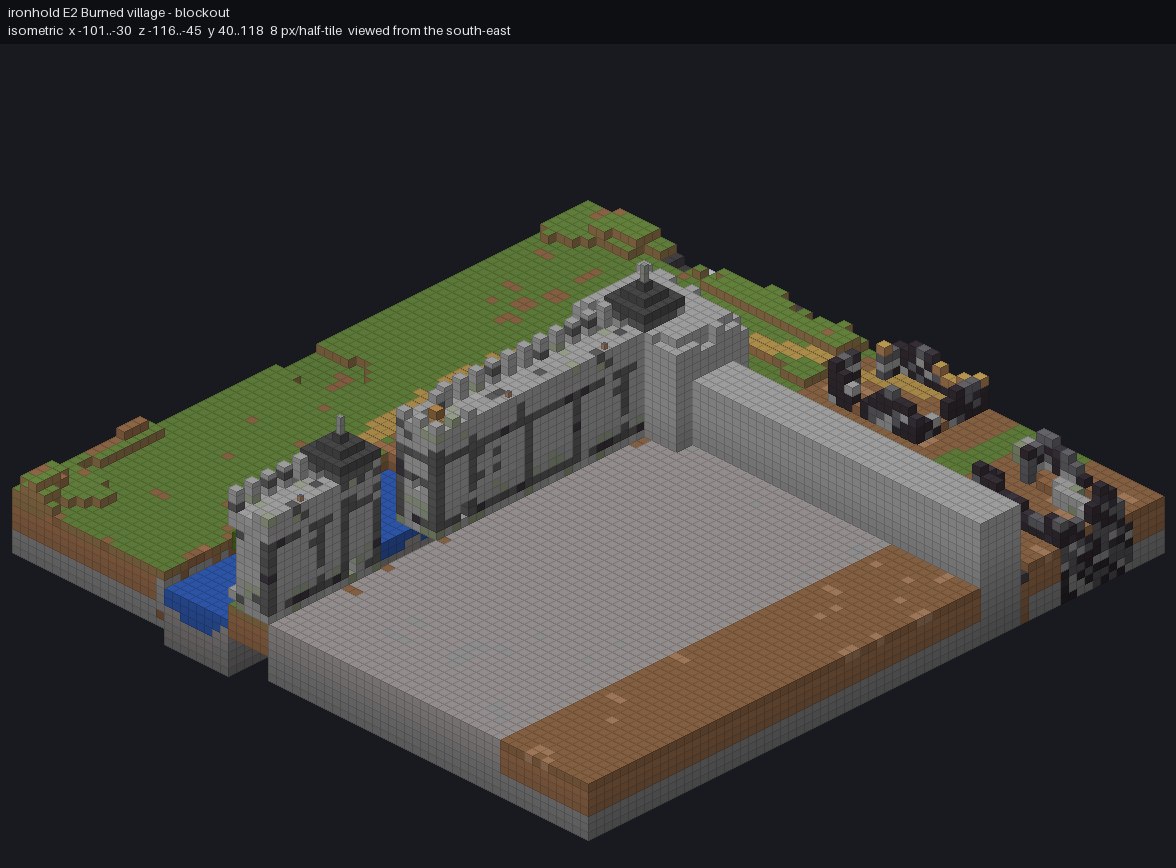 ironhold E2 Burned village - blockout
isometric x -101..-30 z -116..-45 y 40..118 8 px/half-tile viewed from the south-east